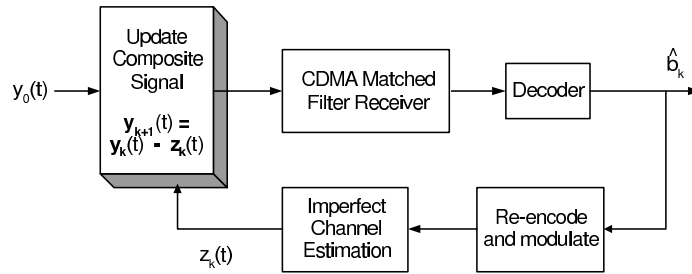 Update
Composite
Signal
y_{k+1}(t) =
y_k(t) - z_k(t)
y_0(t)
CDMA Matched
Filter Receiver
Decoder
b̂_k
Imperfect
Channel
Estimation
Re-encode
and modulate
z_k(t)